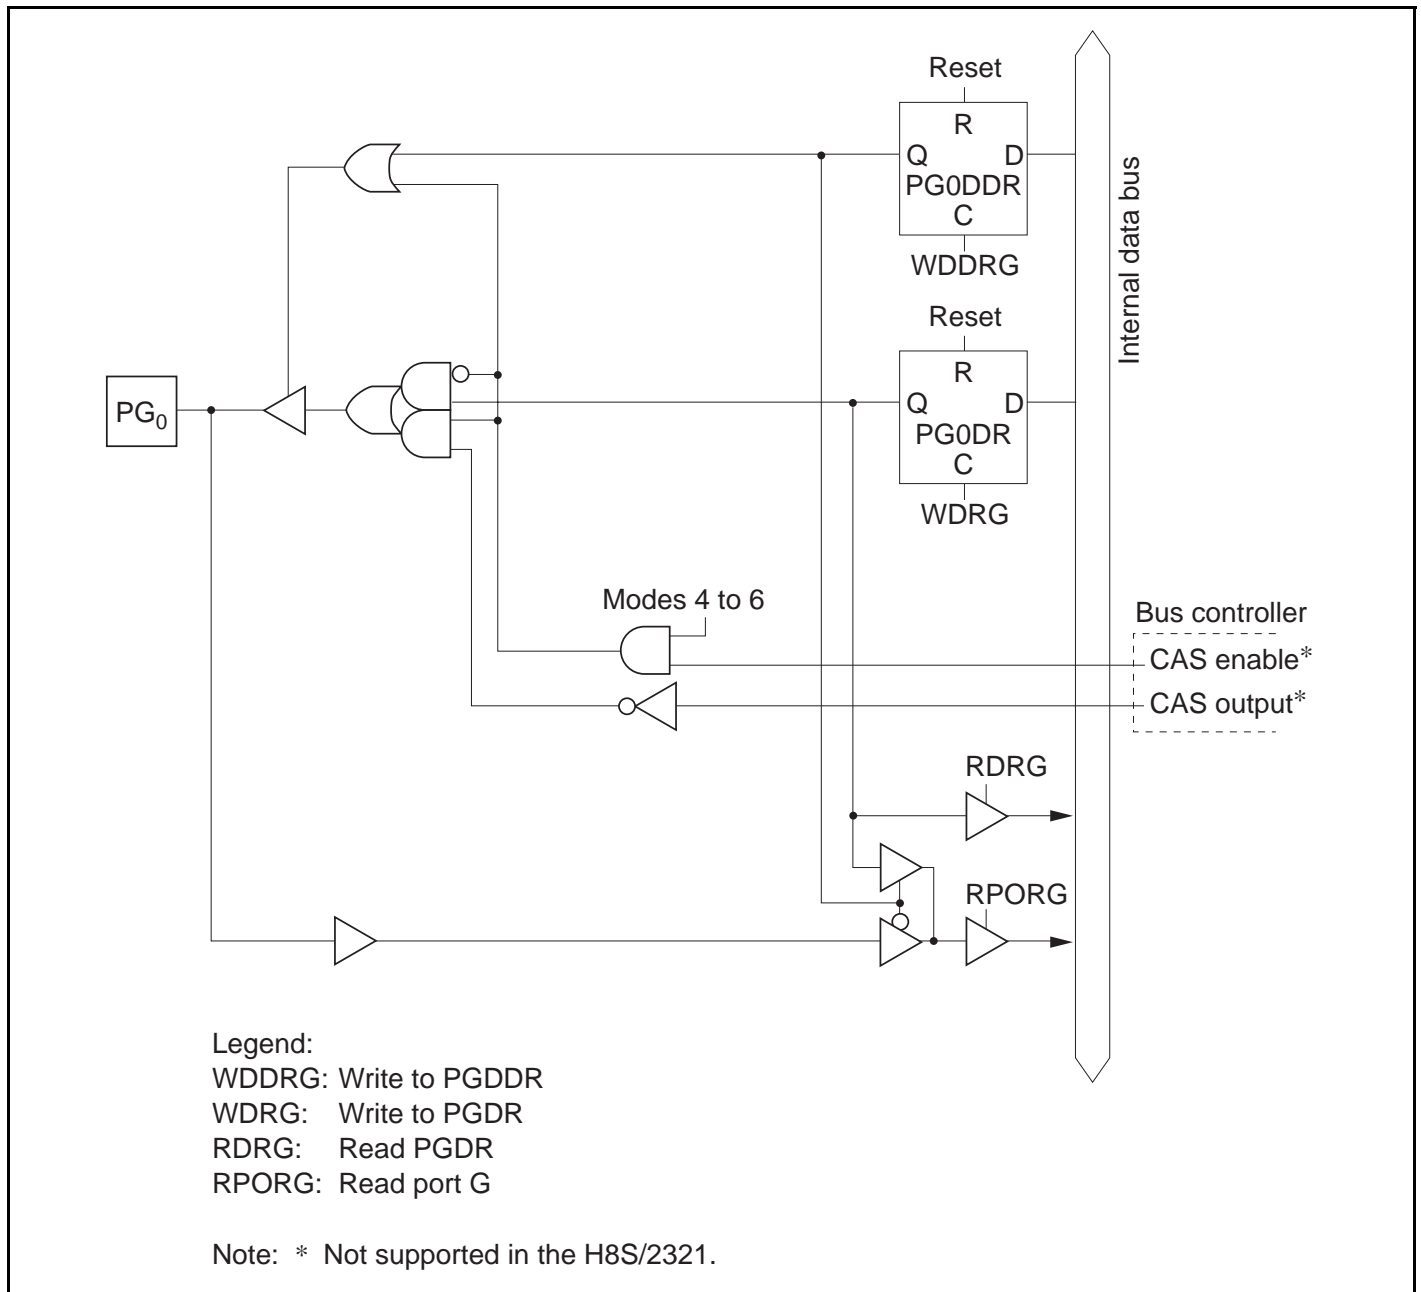 Reset
R
Q D
PG0DDR
C
WDDRG
Internal data bus
Reset
R
Q D
PG0DR
C
WDRG
PG0
Modes 4 to 6
Bus controller
CAS enable*
CAS output*
RDRG
RPORG
Legend:
WDDRG: Write to PGDDR
WDRG: Write to PGDR
RDRG: Read PGDR
RPORG: Read port G
Note: * Not supported in the H8S/2321.